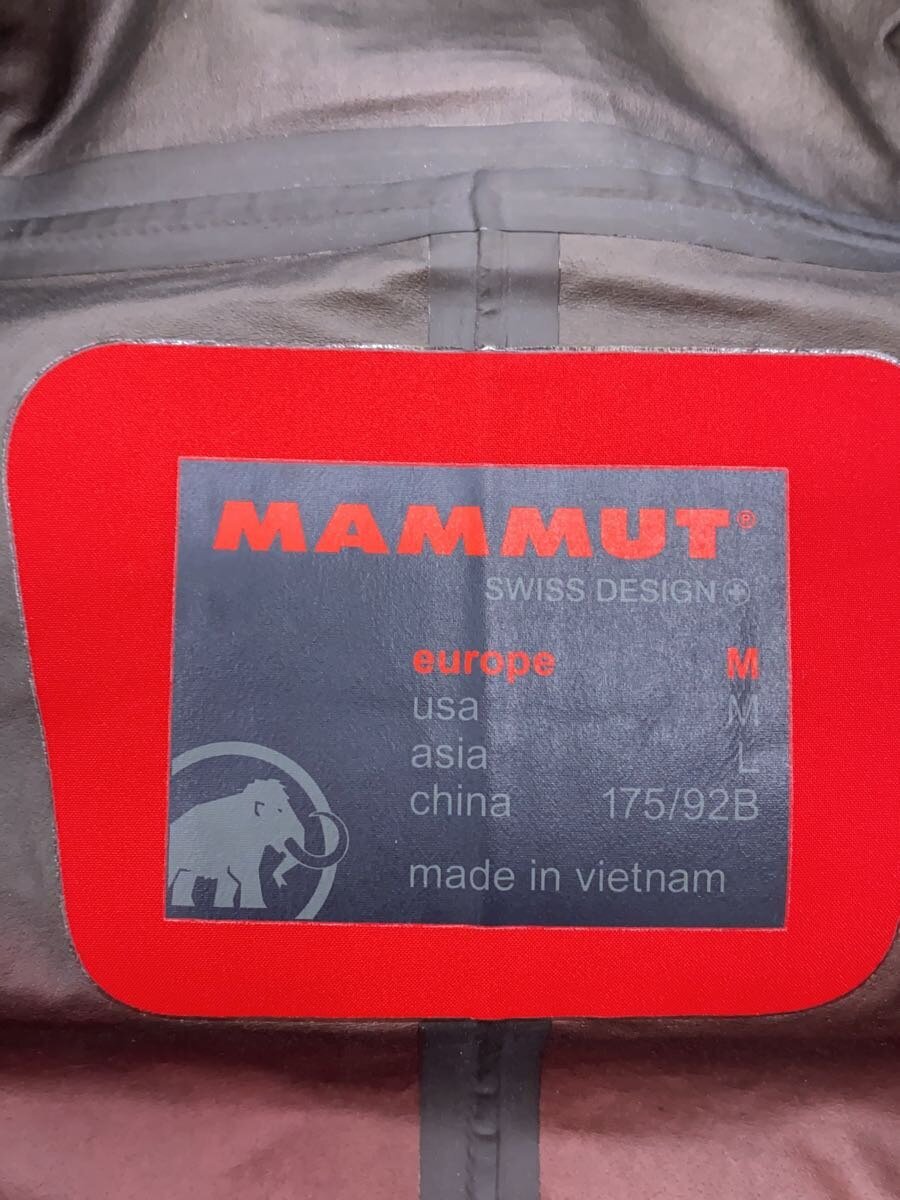 MAMMUT®
SWISS DESIGN
europe M
usa M
asia L
china 175/92B
made in vietnam